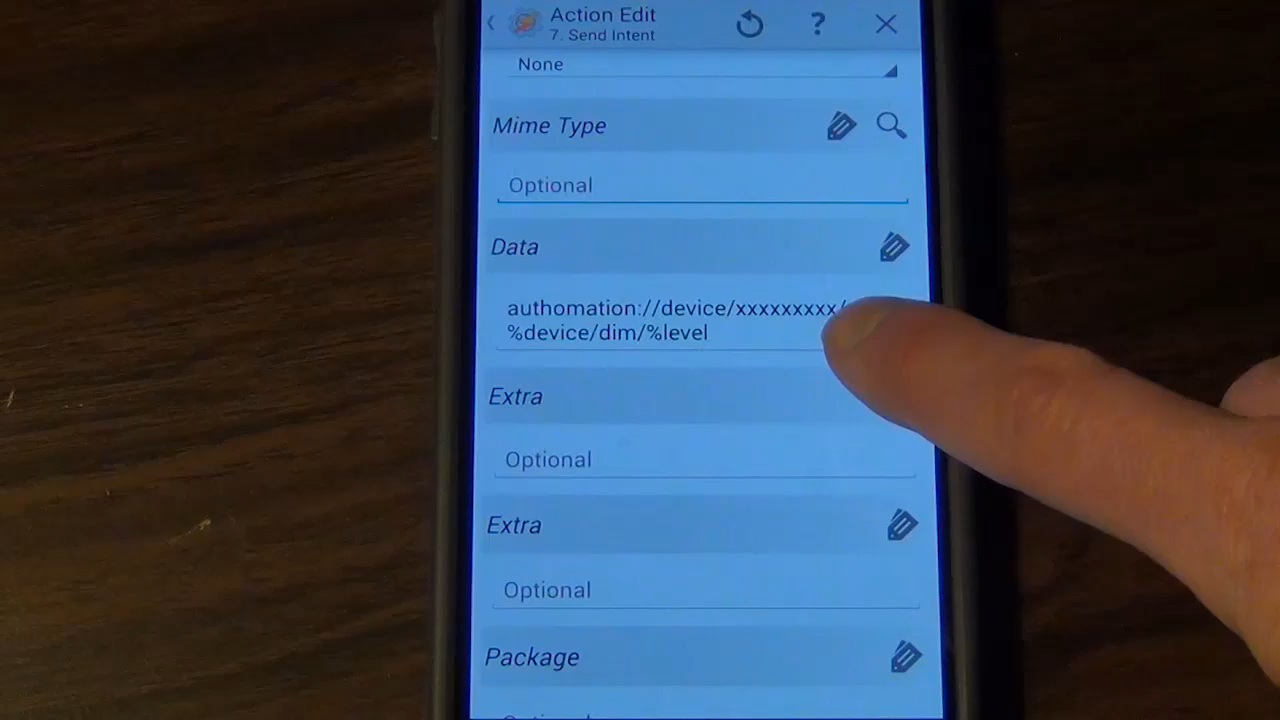 Action Edit
7. Send Intent
?
None
Mime Type
Optional
Data
authomation://device/xxxxxxxxx/
%device/dim/%level
Extra
Optional
Extra
Optional
Package